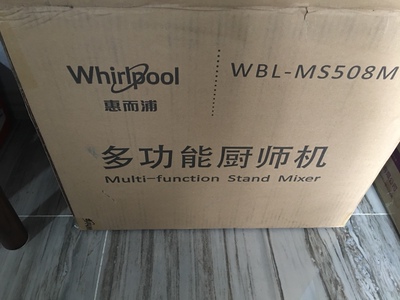 Whirlpool
惠而浦
WBL-MS508M
多功能厨师机
Multi-function Stand Mixer